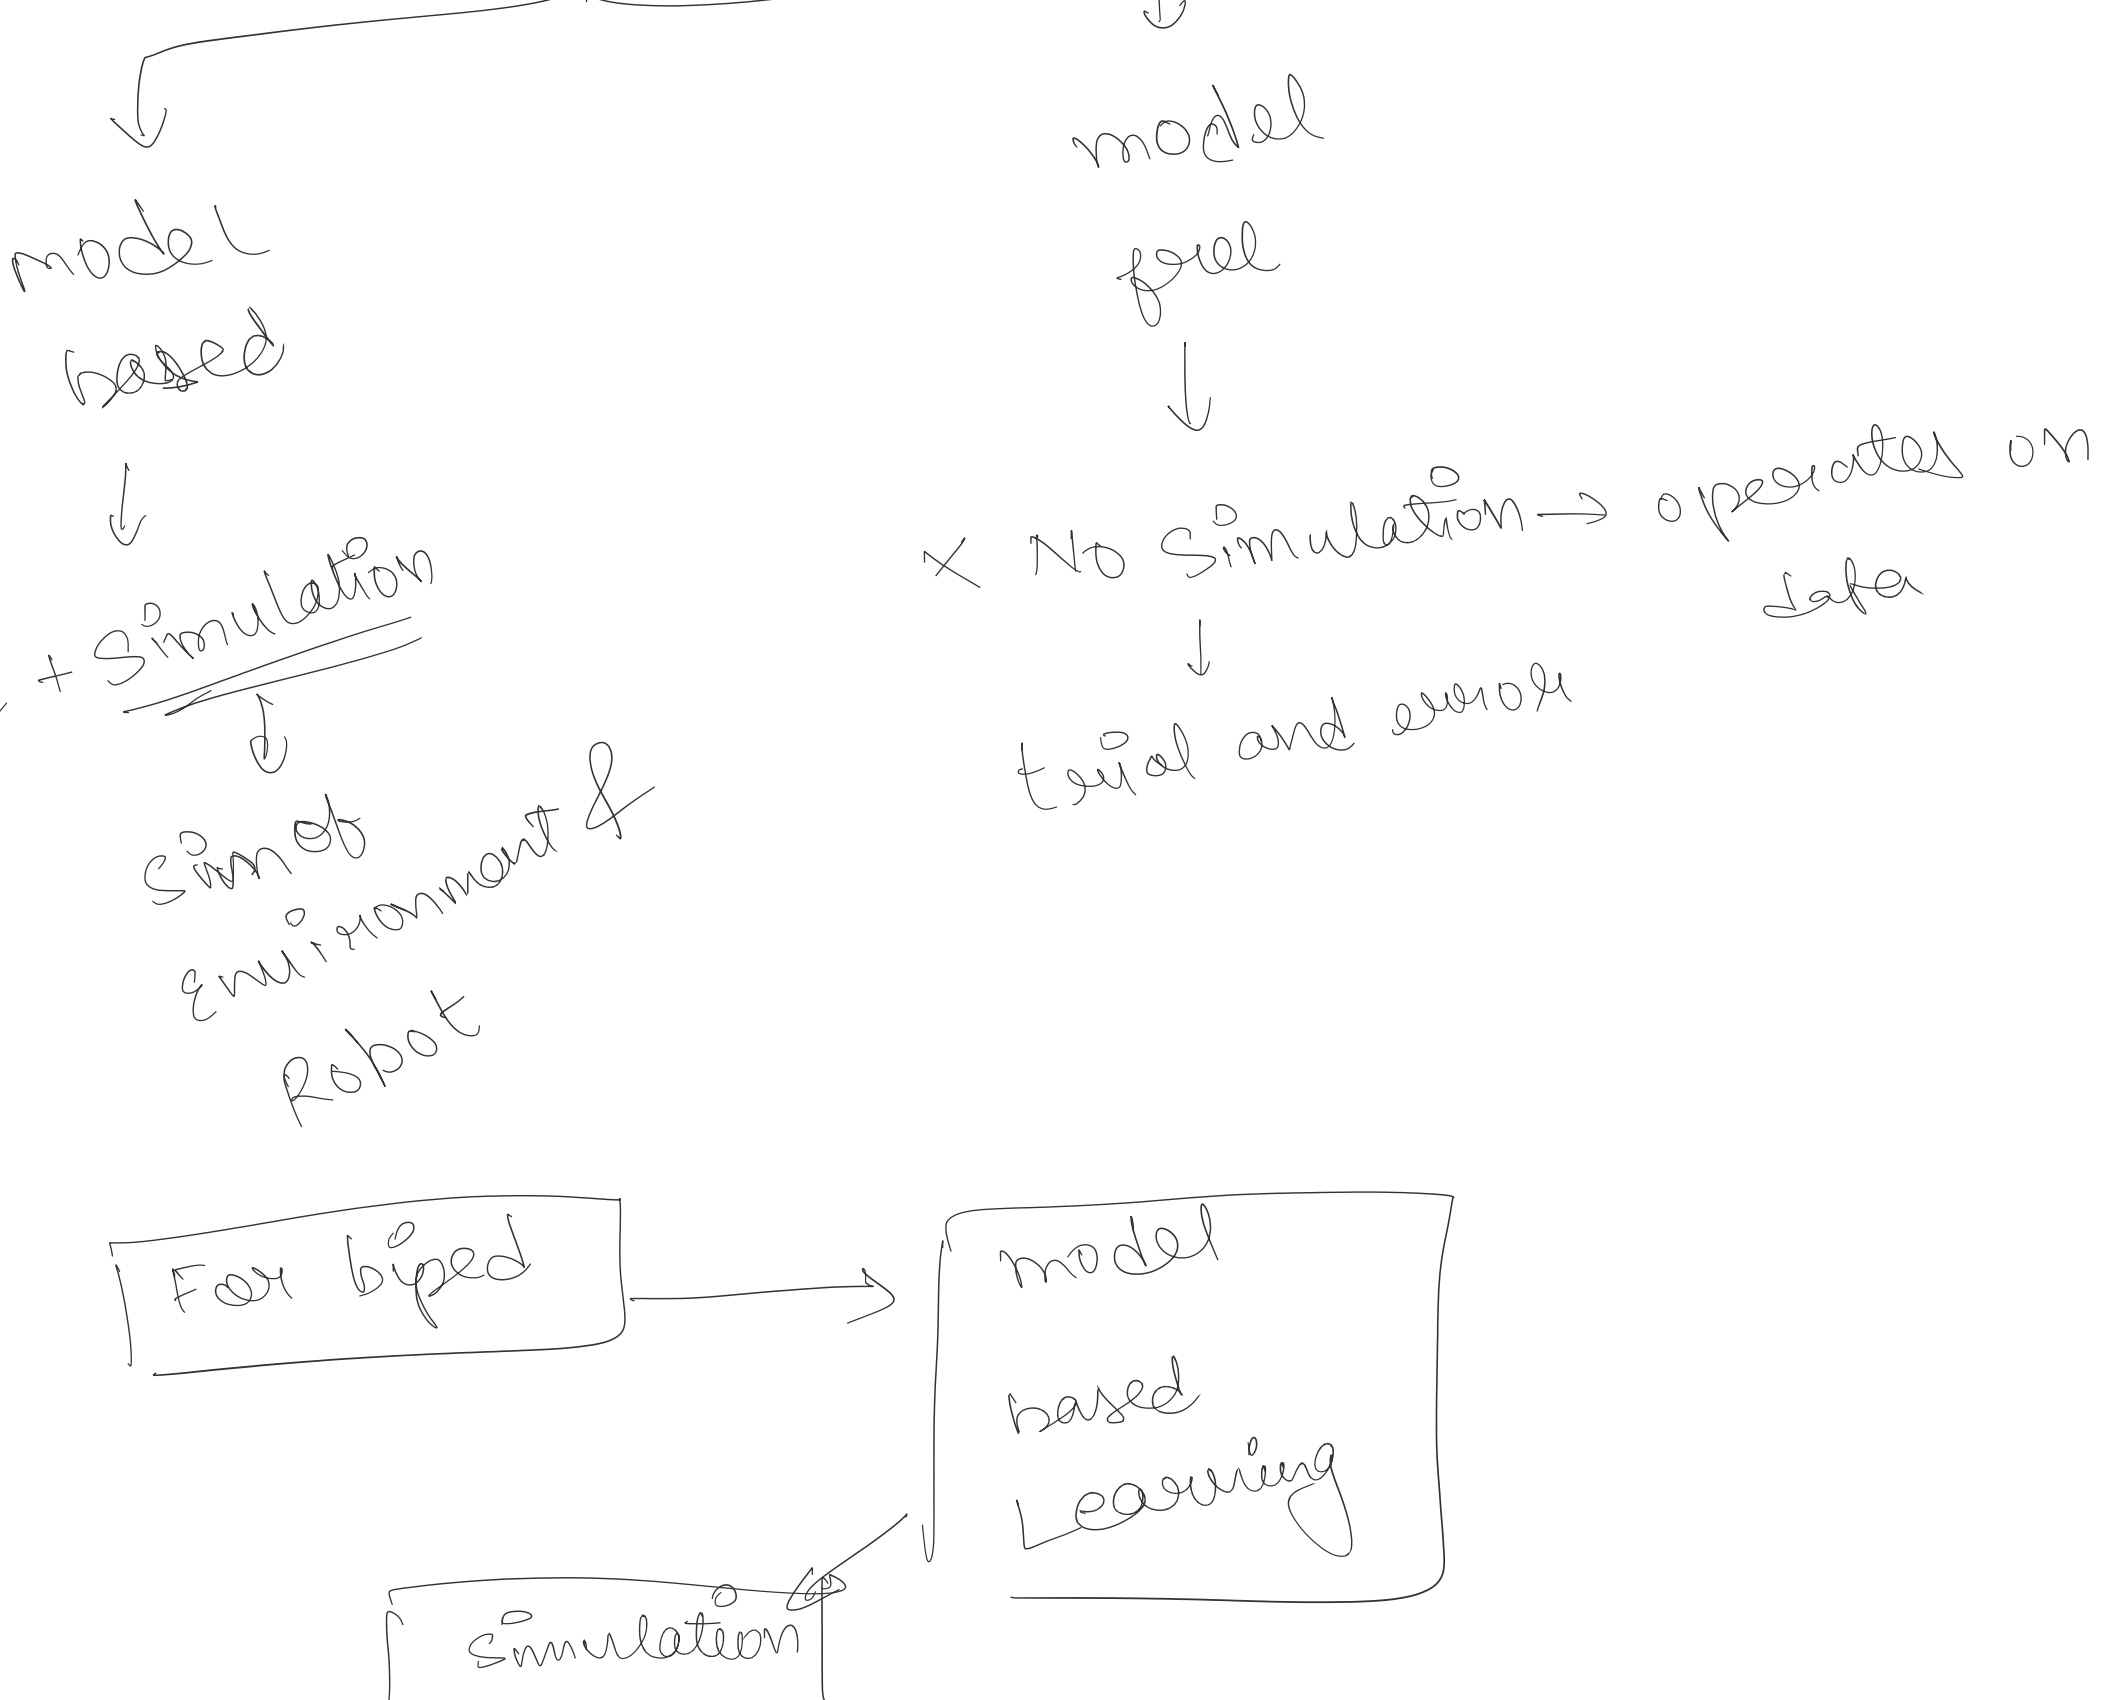 model
free
model
based
X No Simulation → operates on
data
+ Simulation
trial and error
Sim of
Environment &
Robot
For biped
model
based
Learning
simulation